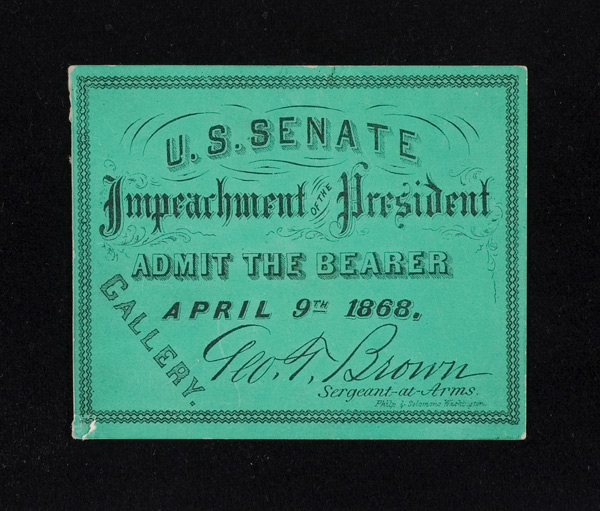 U.S. SENATE
Impeachment OF THE President
ADMIT THE BEARER
GALLERY.
APRIL 9TH 1868.
Geo. T. Brown
Sergeant-at-Arms.
Philp & Solomons Washington